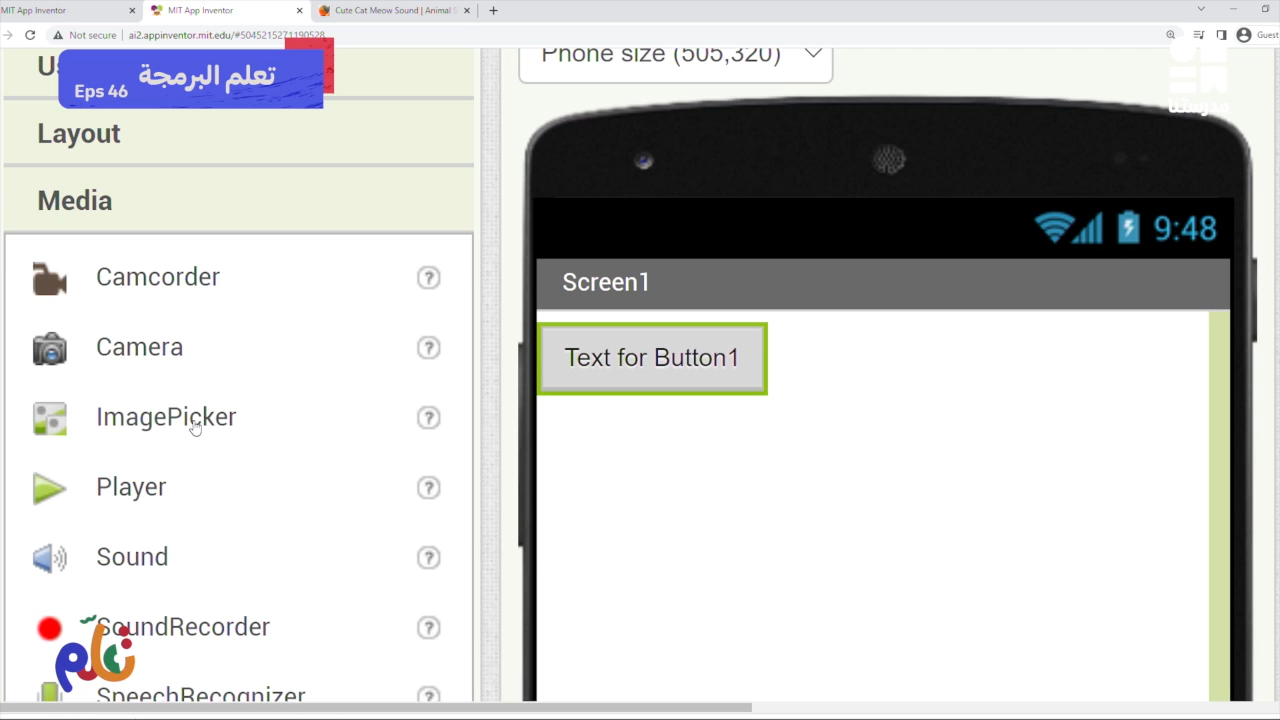 MIT App Inventor
MIT App Inventor
Cute Cat Meow Sound | Animal S
Not secure
ai2.appinventor.mit.edu/#5045215271190528
Guest
تعلم البرمجة
Eps 46
مدرستنا
Phone size (505,320)
Layout
Media
Camcorder
?
Camera
?
ImagePicker
?
Player
?
Sound
?
SoundRecorder
?
SpeechRecognizer
?
9:48
Screen1
Text for Button1